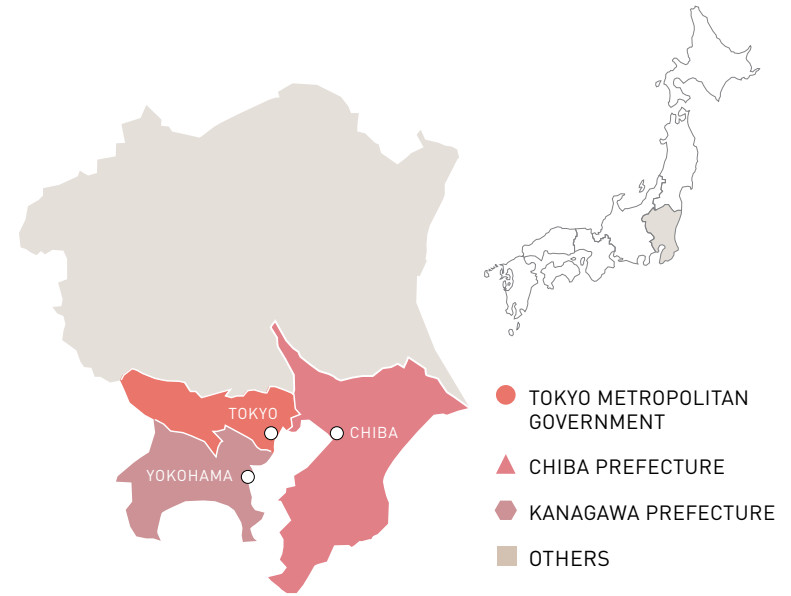 TOKYO
CHIBA
YOKOHAMA
TOKYO METROPOLITAN
GOVERNMENT
CHIBA PREFECTURE
KANAGAWA PREFECTURE
OTHERS